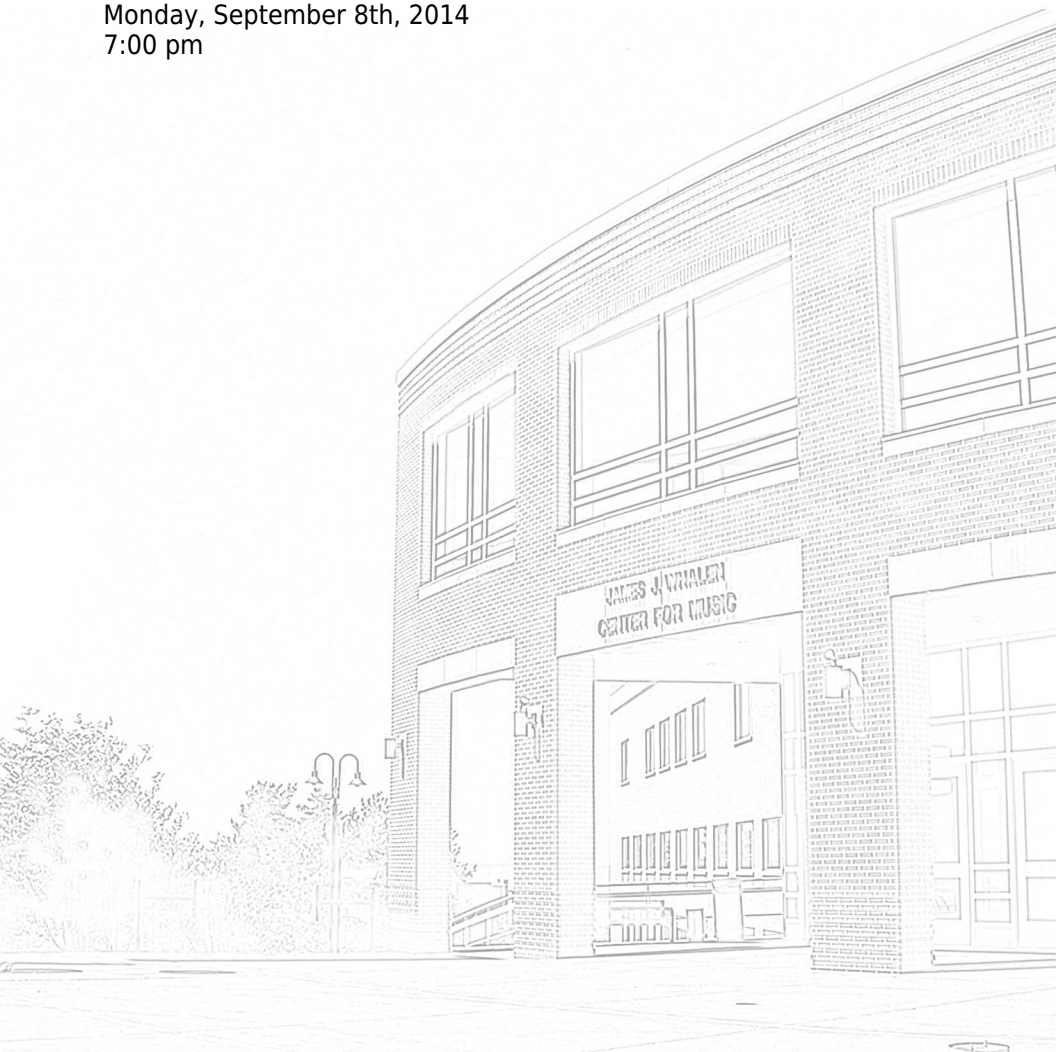 Monday, September 8th, 2014
7:00 pm
JAMES J. WHALEN
CENTER FOR MUSIC